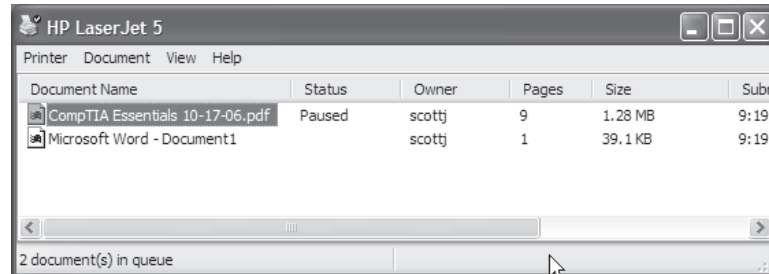 HP LaserJet 5
Printer Document View Help
Document Name Status Owner Pages Size
CompTIA Essentials 10-17-06.pdf Paused scottj 9 1.28 MB 9:19
Microsoft Word - Document1 scottj 1 39.1 KB 9:19
2 document(s) in queue